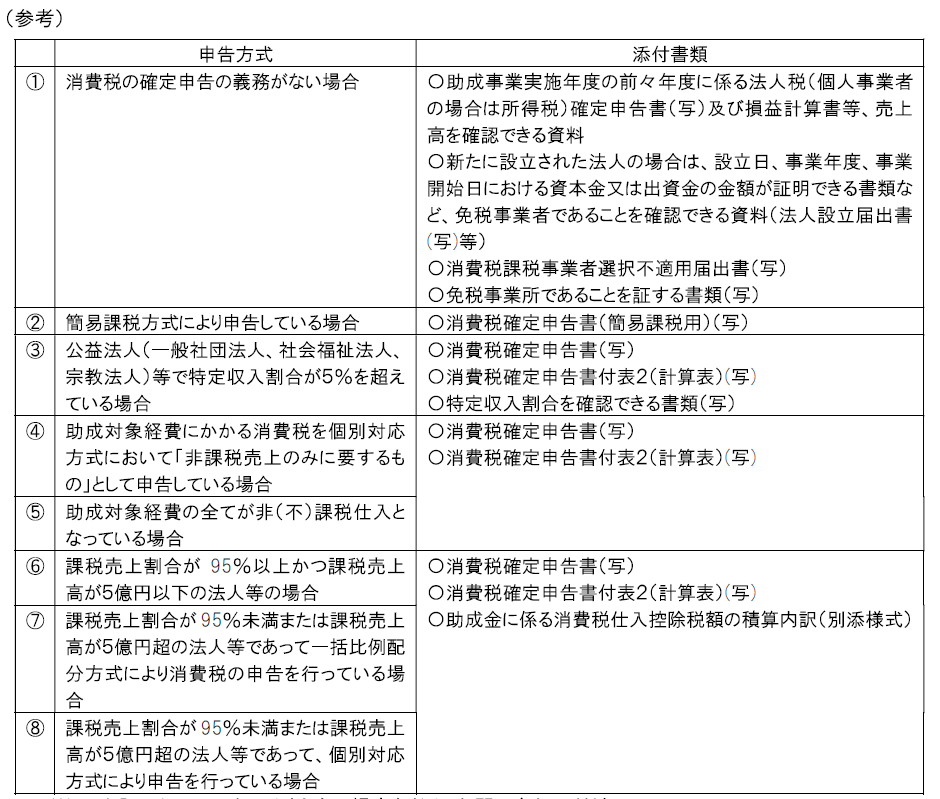 （参考）
申告方式 添付書類
① 消費税の確定申告の義務がない場合 ○助成事業実施年度の前々年度に係る法人税（個人事業者
の場合は所得税）確定申告書（写）及び損益計算書等、売上
高を確認できる資料
○新たに設立された法人の場合は、設立日、事業年度、事業
開始日における資本金又は出資金の金額が証明できる書類な
ど、免税事業者であることを確認できる資料（法人設立届出書
（写）等）
○消費税課税事業者選択不適用届出書（写）
○免税事業所であることを証する書類（写）
② 簡易課税方式により申告している場合 ○消費税確定申告書（簡易課税用）（写）
③ 公益法人（一般社団法人、社会福祉法人、
宗教法人）等で特定収入割合が５％を超え
ている場合
○消費税確定申告書（写）
○消費税確定申告書付表２（計算表）（写）
○特定収入割合を確認できる書類（写）
④ 助成対象経費にかかる消費税を個別対応
方式において「非課税売上のみに要するも
の」として申告している場合
○消費税確定申告書（写）
○消費税確定申告書付表２（計算表）（写）
⑤ 助成対象経費の全てが非（不）課税仕入と
なっている場合
⑥ 課税売上割合が 95％以上かつ課税売上
高が５億円以下の法人等の場合
○消費税確定申告書（写）
○消費税確定申告書付表２（計算表）（写）
○助成金に係る消費税仕入控除税額の積算内訳（別添様式）
⑦ 課税売上割合が 95％未満または課税売上
高が５億円超の法人等であって一括比例配
分方式により消費税の申告を行っている場
合
⑧ 課税売上割合が 95％未満または課税売上
高が５億円超の法人等であって、個別対応
方式により申告を行っている場合